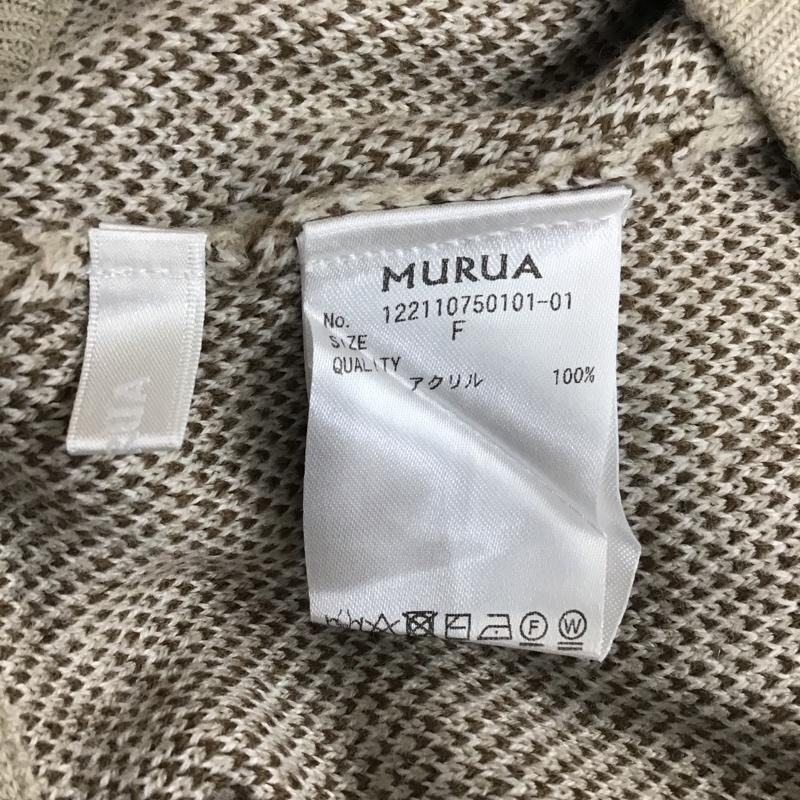 MURUA
No. 122110750101-01
SIZE F
QUALITY
アクリル 100%
F W